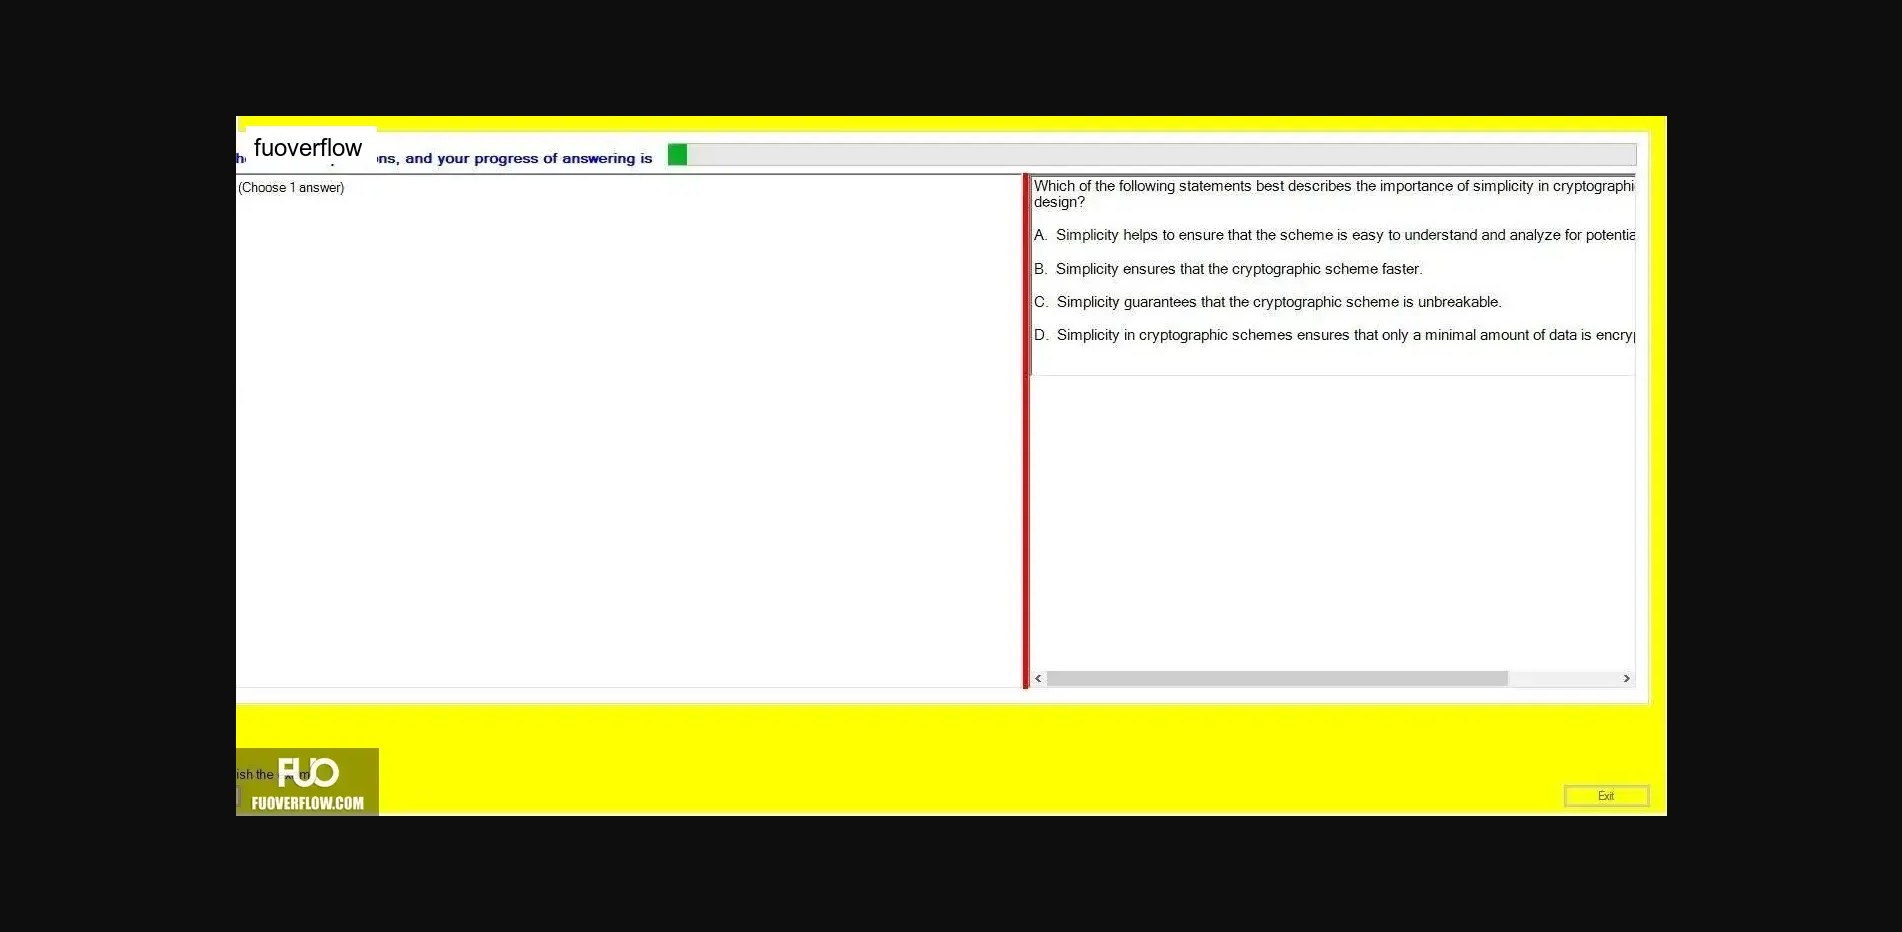 fuoverflow
ns, and your progress of answering is
(Choose 1 answer)
Which of the following statements best describes the importance of simplicity in cryptographi
design?
A. Simplicity helps to ensure that the scheme is easy to understand and analyze for potentia
B. Simplicity ensures that the cryptographic scheme faster.
C. Simplicity guarantees that the cryptographic scheme is unbreakable.
D. Simplicity in cryptographic schemes ensures that only a minimal amount of data is encry
ish the
FUO
FUOVERFLOW.COM
Exit